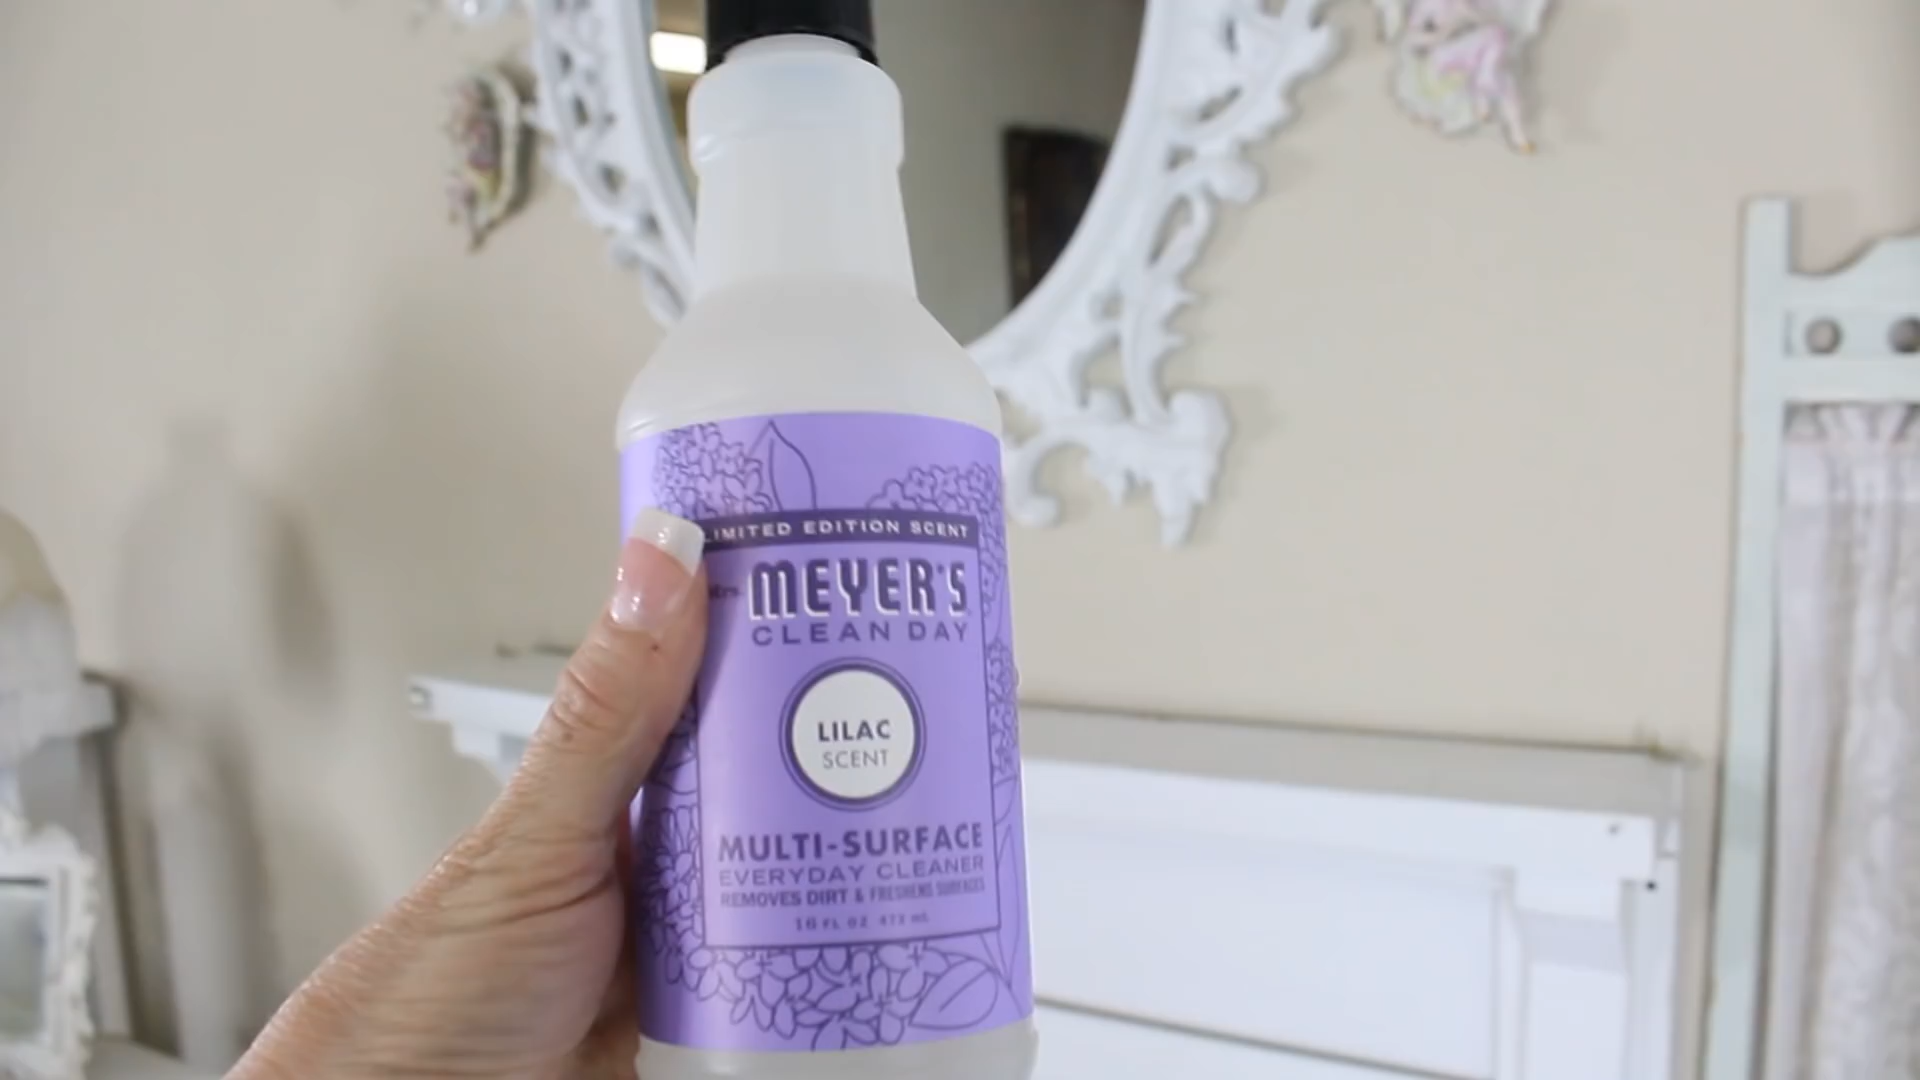 LIMITED EDITION SCENT
Mrs. MEYER'S
CLEAN DAY
LILAC
SCENT
MULTI-SURFACE
EVERYDAY CLEANER
REMOVES DIRT & FRESHENS SURFACES
16 FL OZ 473 mL